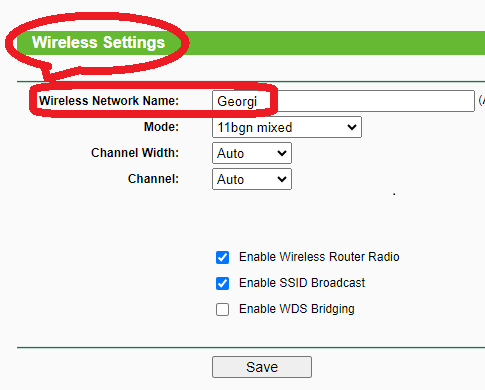 Wireless Settings
Wireless Network Name: Georgi (
Mode: 11bgn mixed
Channel Width: Auto
Channel: Auto
.
Enable Wireless Router Radio
Enable SSID Broadcast
Enable WDS Bridging
Save